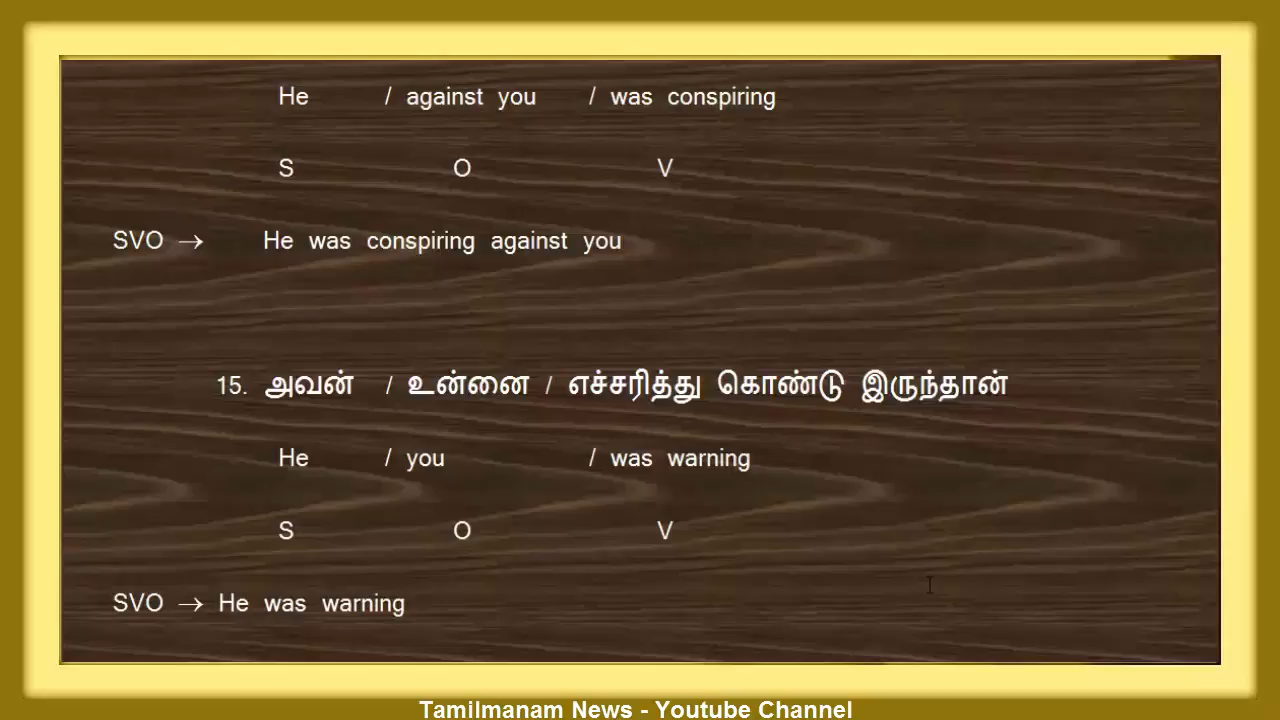 He / against you / was conspiring
S O V
SVO → He was conspiring against you
15. அவன் / உன்னை / எச்சரித்து கொண்டு இருந்தான்
He / you / was warning
S O V
SVO → He was warning
Tamilmanam News - Youtube Channel